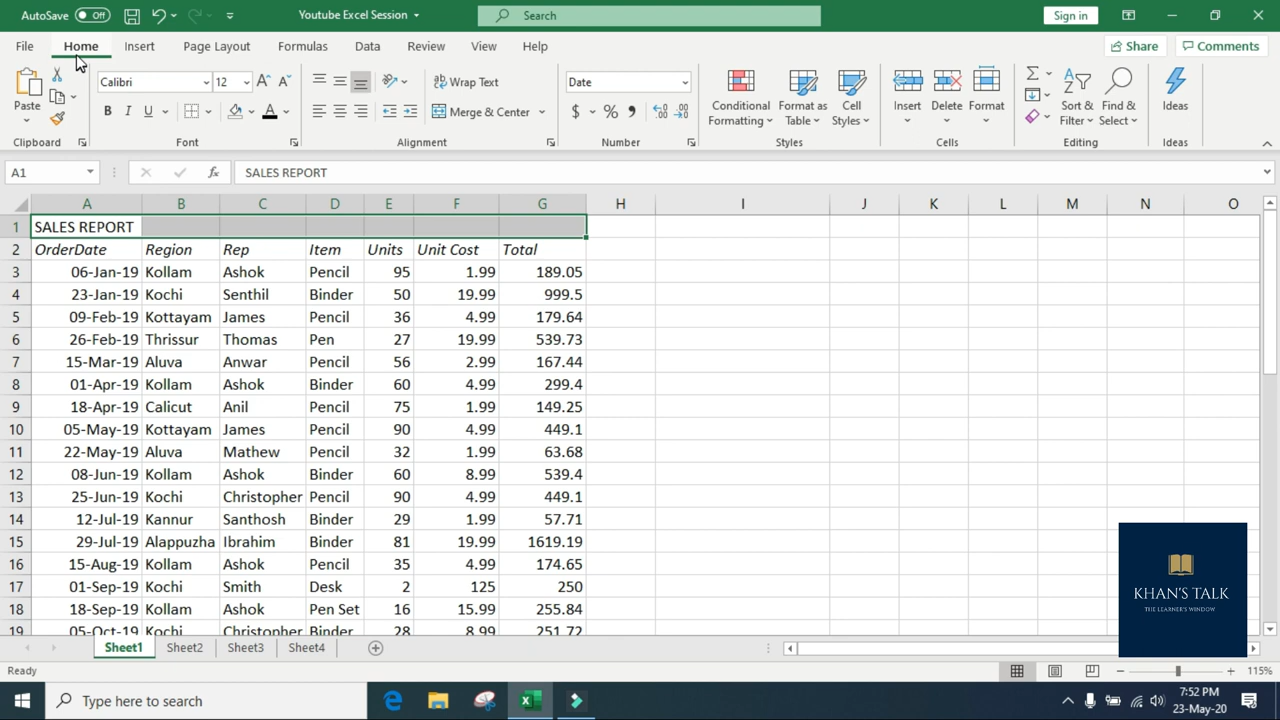 AutoSave Off Youtube Excel Session Search Sign in
File Home Insert Page Layout Formulas Data Review View Help Share Comments
Paste Calibri 12 Wrap Text Date Conditional Formatting Format as Table Cell Styles Insert Delete Format Sort & Filter Find & Select Ideas
B I U Merge & Center $ % ,
Clipboard Font Alignment Number Styles Cells Editing Ideas
A1 fx SALES REPORT
A B C D E F G H I J K L M N O
1 SALES REPORT
2 OrderDate Region Rep Item Units Unit Cost Total
3 06-Jan-19 Kollam Ashok Pencil 95 1.99 189.05
4 23-Jan-19 Kochi Senthil Binder 50 19.99 999.5
5 09-Feb-19 Kottayam James Pencil 36 4.99 179.64
6 26-Feb-19 Thrissur Thomas Pen 27 19.99 539.73
7 15-Mar-19 Aluva Anwar Pencil 56 2.99 167.44
8 01-Apr-19 Kollam Ashok Binder 60 4.99 299.4
9 18-Apr-19 Calicut Anil Pencil 75 1.99 149.25
10 05-May-19 Kottayam James Pencil 90 4.99 449.1
11 22-May-19 Aluva Mathew Pencil 32 1.99 63.68
12 08-Jun-19 Kollam Ashok Binder 60 8.99 539.4
13 25-Jun-19 Kochi Christopher Pencil 90 4.99 449.1
14 12-Jul-19 Kannur Santhosh Binder 29 1.99 57.71
15 29-Jul-19 Alappuzha Ibrahim Binder 81 19.99 1619.19
16 15-Aug-19 Kollam Ashok Pencil 35 4.99 174.65
17 01-Sep-19 Kochi Smith Desk 2 125 250
18 18-Sep-19 Kollam Ashok Pen Set 16 15.99 255.84
19 05-Oct-19 Kochi Christopher Binder 28 8.99 251.72
KHAN'S TALK
THE LEARNER'S WINDOW
Sheet1 Sheet2 Sheet3 Sheet4
Ready 115%
Type here to search 7:52 PM
23-May-20